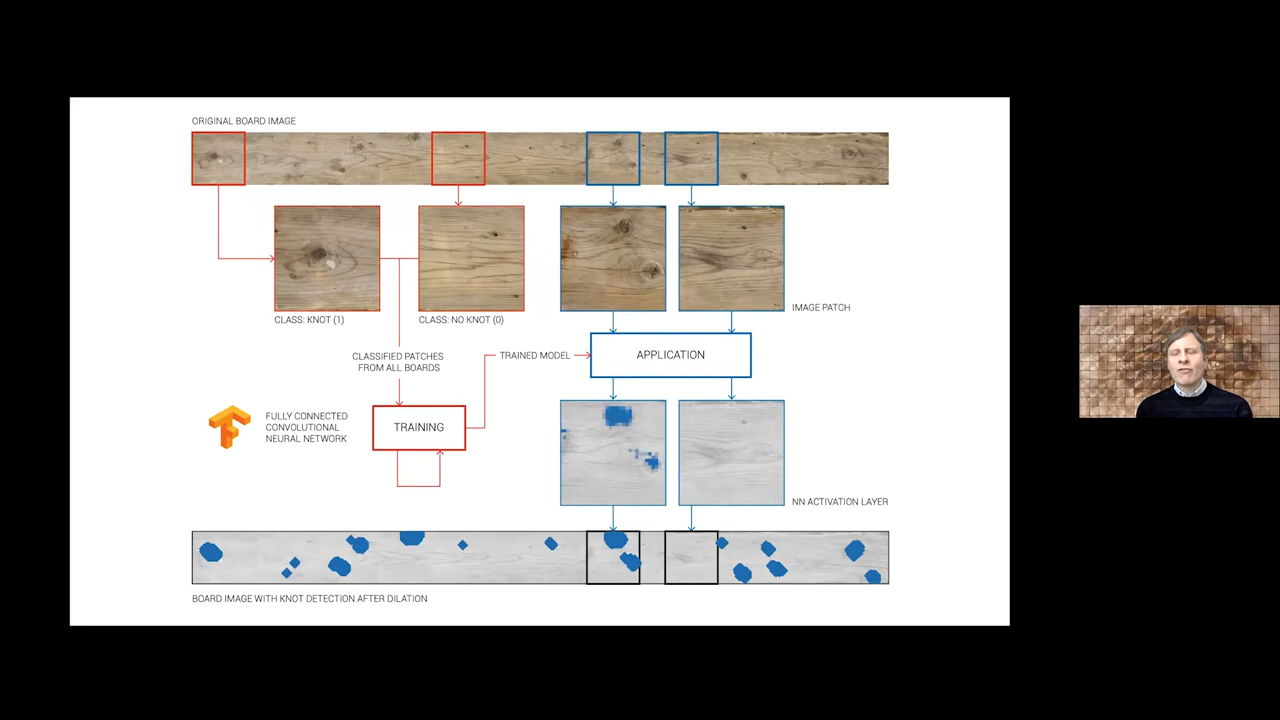 ORIGINAL BOARD IMAGE
CLASS: KNOT (1)
CLASS: NO KNOT (0)
IMAGE PATCH
CLASSIFIED PATCHES
FROM ALL BOARDS
TRAINED MODEL
APPLICATION
FULLY CONNECTED
CONVOLUTIONAL
NEURAL NETWORK
TRAINING
NN ACTIVATION LAYER
BOARD IMAGE WITH KNOT DETECTION AFTER DILATION